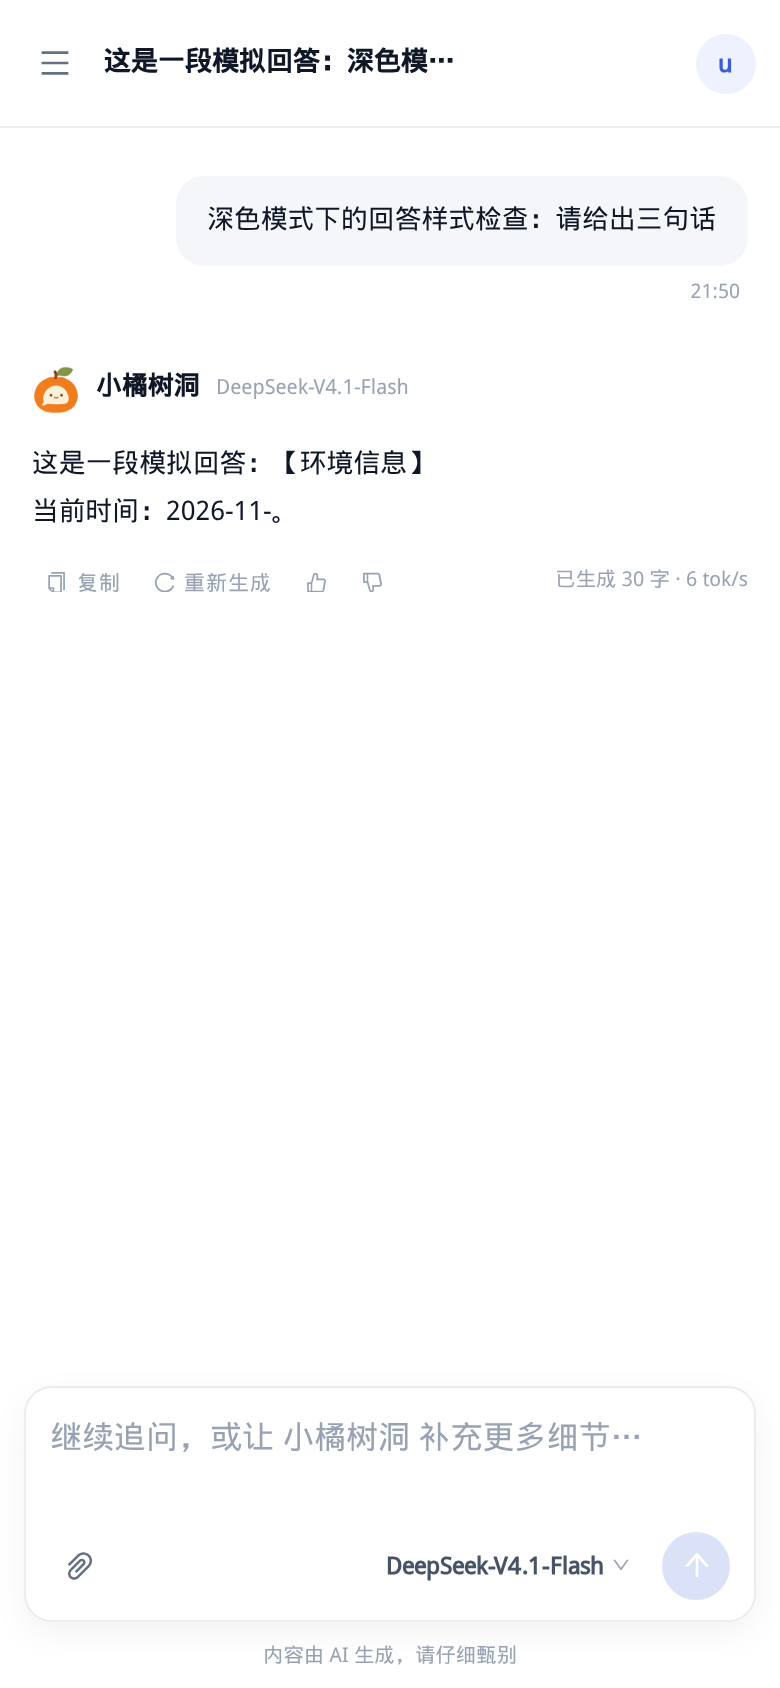 这是一段模拟回答：深色模…
u
深色模式下的回答样式检查：请给出三句话
21:50
小橘树洞 DeepSeek-V4.1-Flash
这是一段模拟回答：【环境信息】
当前时间：2026-11-。
复制 重新生成 已生成 30 字 · 6 tok/s
继续追问，或让 小橘树洞 补充更多细节…
DeepSeek-V4.1-Flash
内容由 AI 生成，请仔细甄别